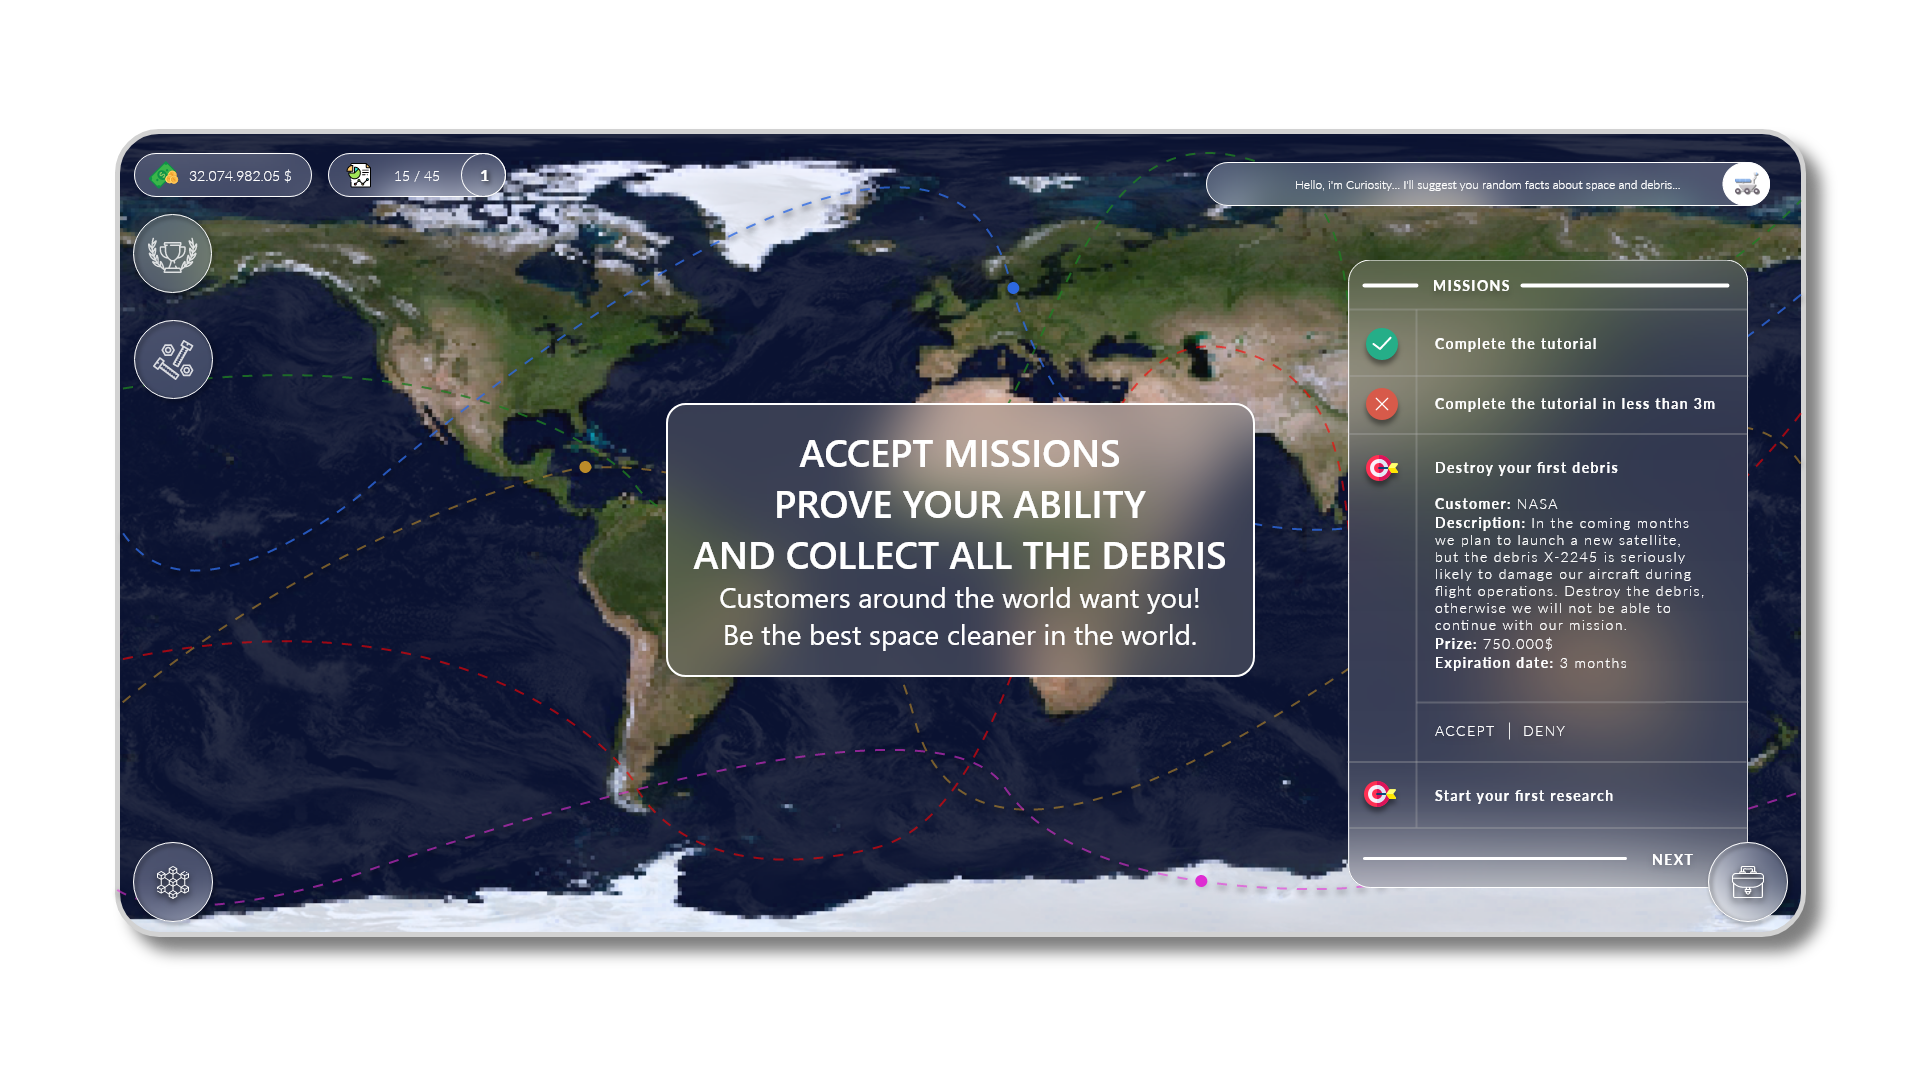 32.074.982.05 $
15 / 45
1
Hello, i'm Curiosity... I'll suggest you random facts about space and debris...
ACCEPT MISSIONS
PROVE YOUR ABILITY
AND COLLECT ALL THE DEBRIS
Customers around the world want you!
Be the best space cleaner in the world.
MISSIONS
Complete the tutorial
Complete the tutorial in less than 3m
Destroy your first debris
Customer: NASA
Description: In the coming months
we plan to launch a new satellite,
but the debris X-2245 is seriously
likely to damage our aircraft during
flight operations. Destroy the debris,
otherwise we will not be able to
continue with our mission.
Prize: 750.000$
Expiration date: 3 months
ACCEPT | DENY
Start your first research
NEXT